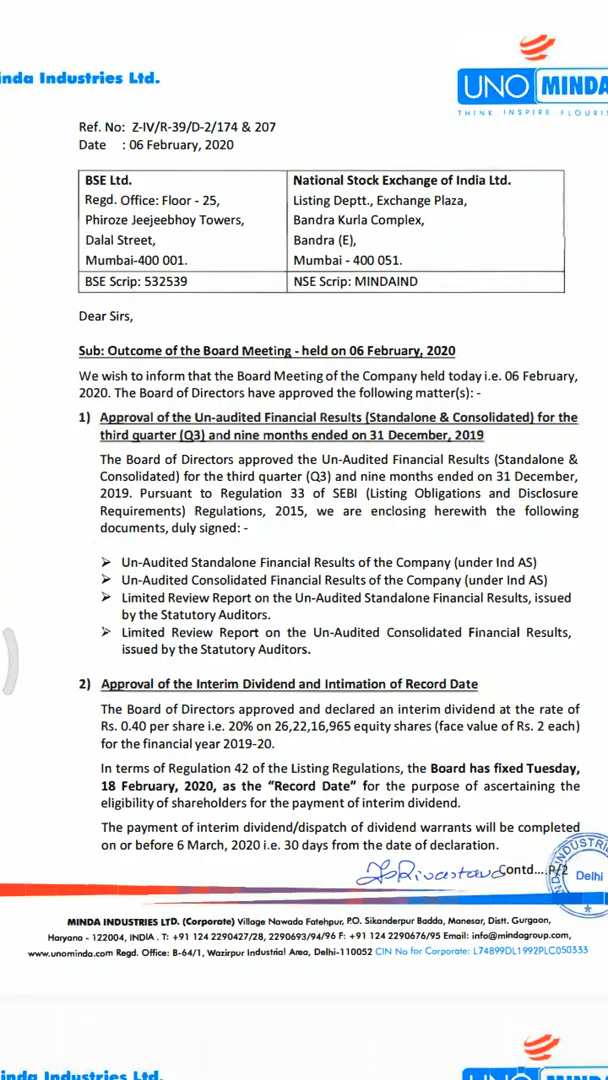 inda Industries Ltd.
UNO MINDA
THINK. INSPIRE. FLOURIS
Ref. No: Z-IV/R-39/D-2/174 & 207
Date : 06 February, 2020
BSE Ltd.
Regd. Office: Floor - 25,
Phiroze Jeejeebhoy Towers,
Dalal Street,
Mumbai-400 001.
BSE Scrip: 532539
National Stock Exchange of India Ltd.
Listing Deptt., Exchange Plaza,
Bandra Kurla Complex,
Bandra (E),
Mumbai - 400 051.
NSE Scrip: MINDAIND
Dear Sirs,
Sub: Outcome of the Board Meeting - held on 06 February, 2020
We wish to inform that the Board Meeting of the Company held today i.e. 06 February,
2020. The Board of Directors have approved the following matter(s): -
1) Approval of the Un-audited Financial Results (Standalone & Consolidated) for the
third quarter (Q3) and nine months ended on 31 December, 2019
The Board of Directors approved the Un-Audited Financial Results (Standalone &
Consolidated) for the third quarter (Q3) and nine months ended on 31 December,
2019. Pursuant to Regulation 33 of SEBI (Listing Obligations and Disclosure
Requirements) Regulations, 2015, we are enclosing herewith the following
documents, duly signed: -
➢ Un-Audited Standalone Financial Results of the Company (under Ind AS)
➢ Un-Audited Consolidated Financial Results of the Company (under Ind AS)
➢ Limited Review Report on the Un-Audited Standalone Financial Results, issued
by the Statutory Auditors.
➢ Limited Review Report on the Un-Audited Consolidated Financial Results,
issued by the Statutory Auditors.
2) Approval of the Interim Dividend and Intimation of Record Date
The Board of Directors approved and declared an interim dividend at the rate of
Rs. 0.40 per share i.e. 20% on 26,22,16,965 equity shares (face value of Rs. 2 each)
for the financial year 2019-20.
In terms of Regulation 42 of the Listing Regulations, the Board has fixed Tuesday,
18 February, 2020, as the “Record Date” for the purpose of ascertaining the
eligibility of shareholders for the payment of interim dividend.
The payment of interim dividend/dispatch of dividend warrants will be completed
on or before 6 March, 2020 i.e. 30 days from the date of declaration.
Contd....P/2
Delhi
MINDA INDUSTRIES LTD. (Corporate) Village Nawada Fatehpur, P.O. Sikanderpur Badda, Manesar, Distt. Gurgaon,
Haryana - 122004, INDIA . T: +91 124 2290427/28, 2290693/94/96 F: +91 124 2290676/95 Email: info@mindagroup.com,
www.unominda.com Regd. Office: B-64/1, Wazirpur Industrial Area, Delhi-110052 CIN No for Corporate: L74899DL1992PLC050333
inda Industries Ltd.
UNO MINDA